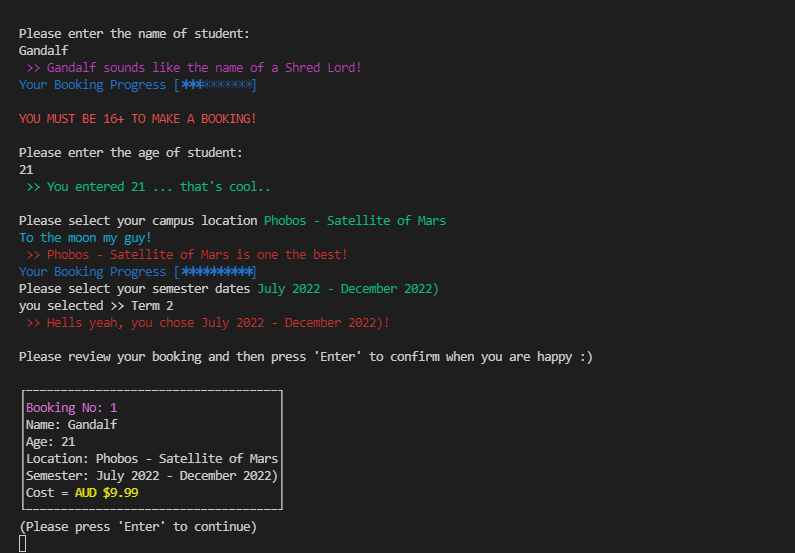 Please enter the name of student:
Gandalf
>> Gandalf sounds like the name of a Shred Lord!
Your Booking Progress [**********]
YOU MUST BE 16+ TO MAKE A BOOKING!
Please enter the age of student:
21
>> You entered 21 ... that's cool..
Please select your campus location Phobos - Satellite of Mars
To the moon my guy!
>> Phobos - Satellite of Mars is one the best!
Your Booking Progress [**********]
Please select your semester dates July 2022 - December 2022)
you selected >> Term 2
>> Hells yeah, you chose July 2022 - December 2022)!
Please review your booking and then press 'Enter' to confirm when you are happy :)
Booking No: 1
Name: Gandalf
Age: 21
Location: Phobos - Satellite of Mars
Semester: July 2022 - December 2022)
Cost = AUD $9.99
(Please press 'Enter' to continue)